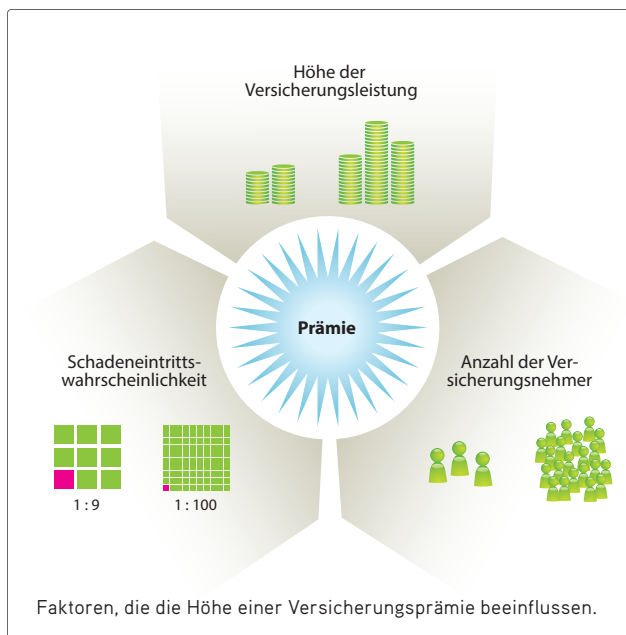 Höhe der
Versicherungsleistung
Prämie
Schadeneintritts-
wahrscheinlichkeit
1 : 9
1 : 100
Anzahl der Ver-
sicherungsnehmer
Faktoren, die die Höhe einer Versicherungsprämie beeinflussen.